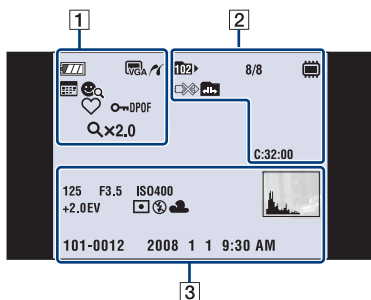 1
2
VGA
102
8/8
DPOF
×2.0
C:32:00
125 F3.5 ISO400
+2.0EV
101-0012 2008 1 1 9:30 AM
3